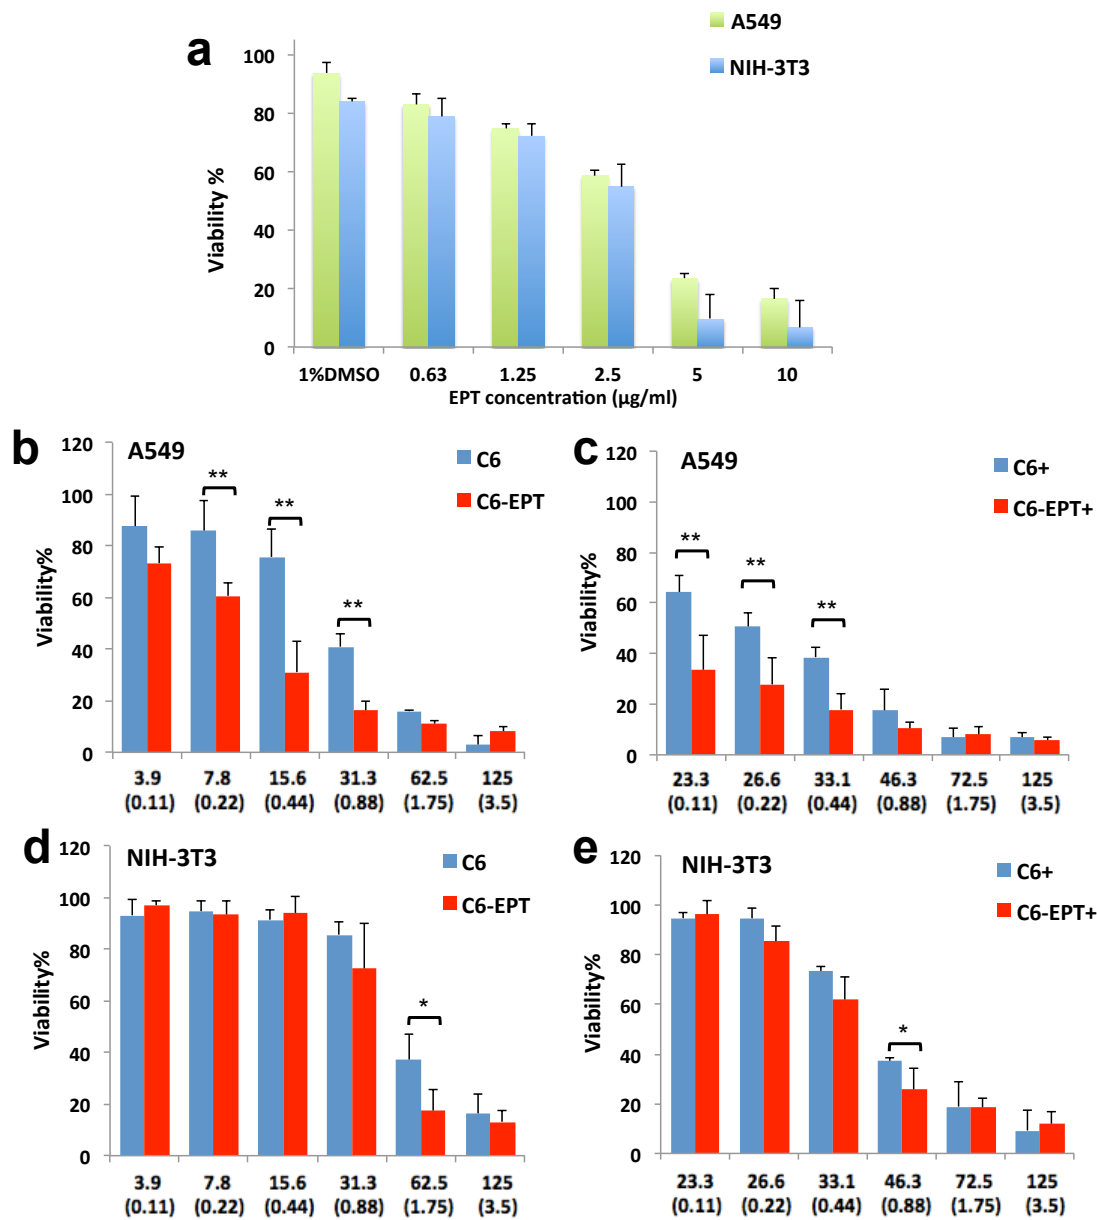 a
A549
NIH-3T3
Viability %
100
80
60
40
20
0
1%DMSO 0.63 1.25 2.5 5 10
EPT concentration (µg/ml)
b
A549
C6
C6-EPT
Viability%
120
100
80
60
40
20
0
** ** **
3.9 7.8 15.6 31.3 62.5 125
(0.11) (0.22) (0.44) (0.88) (1.75) (3.5)
c
A549
C6+
C6-EPT+
Viability%
120
100
80
60
40
20
0
** ** **
23.3 26.6 33.1 46.3 72.5 125
(0.11) (0.22) (0.44) (0.88) (1.75) (3.5)
d
NIH-3T3
C6
C6-EPT
Viability%
120
100
80
60
40
20
0
*
3.9 7.8 15.6 31.3 62.5 125
(0.11) (0.22) (0.44) (0.88) (1.75) (3.5)
e
NIH-3T3
C6+
C6-EPT+
Viability%
120
100
80
60
40
20
0
*
23.3 26.6 33.1 46.3 72.5 125
(0.11) (0.22) (0.44) (0.88) (1.75) (3.5)